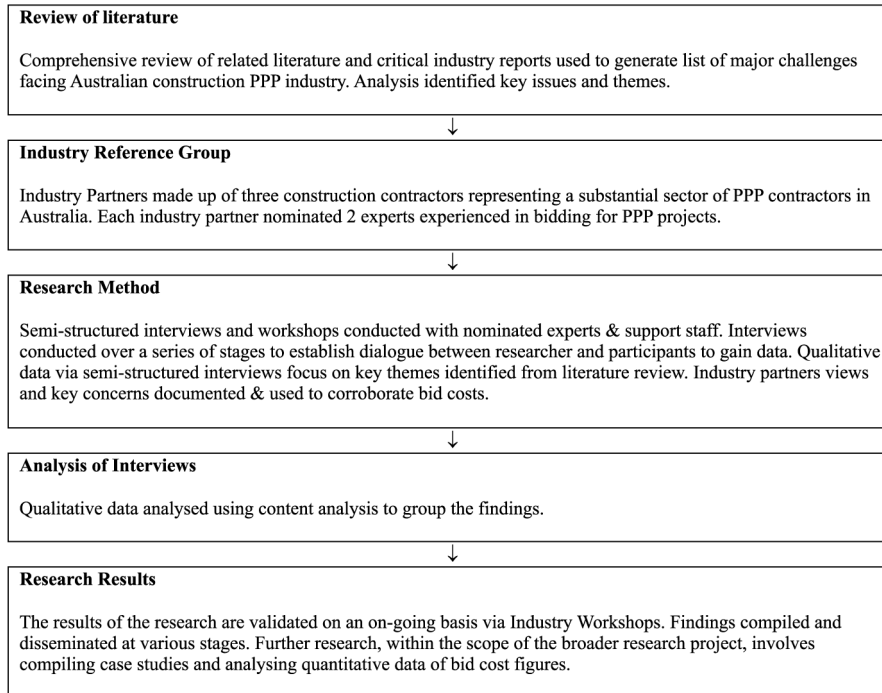 Review of literature
Comprehensive review of related literature and critical industry reports used to generate list of major challenges
facing Australian construction PPP industry. Analysis identified key issues and themes.
↓
Industry Reference Group
Industry Partners made up of three construction contractors representing a substantial sector of PPP contractors in
Australia. Each industry partner nominated 2 experts experienced in bidding for PPP projects.
↓
Research Method
Semi-structured interviews and workshops conducted with nominated experts & support staff. Interviews
conducted over a series of stages to establish dialogue between researcher and participants to gain data. Qualitative
data via semi-structured interviews focus on key themes identified from literature review. Industry partners views
and key concerns documented & used to corroborate bid costs.
↓
Analysis of Interviews
Qualitative data analysed using content analysis to group the findings.
↓
Research Results
The results of the research are validated on an on-going basis via Industry Workshops. Findings compiled and
disseminated at various stages. Further research, within the scope of the broader research project, involves
compiling case studies and analysing quantitative data of bid cost figures.